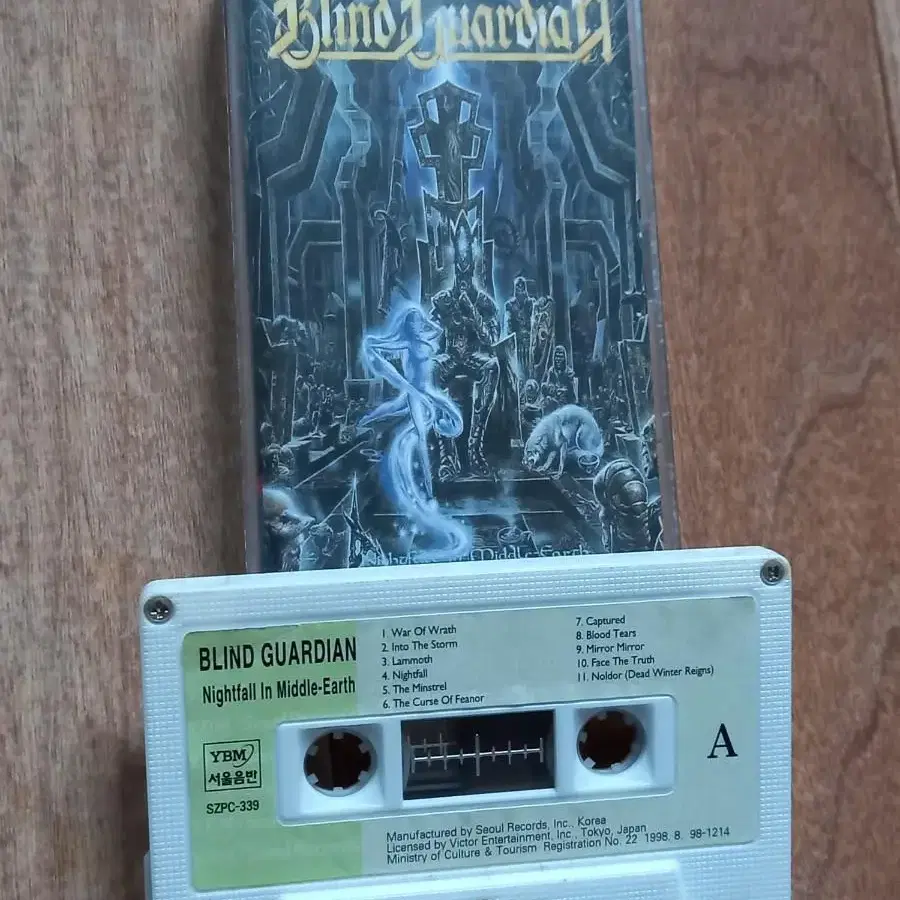 Blind Guardian
Nightfall in Middle-Earth
BLIND GUARDIAN
Nightfall In Middle-Earth
1. War Of Wrath
2. Into The Storm
3. Lammoth
4. Nightfall
5. The Minstrel
6. The Curse Of Feanor
7. Captured
8. Blood Tears
9. Mirror Mirror
10. Face The Truth
11. Noldor (Dead Winter Reigns)
YBM
서울음반
SZPC-339
A
Manufactured by Seoul Records, Inc., Korea
Licensed by Victor Entertainment, Inc., Tokyo, Japan
Ministry of Culture & Tourism Registration No. 22 1998. 8. 98-1214